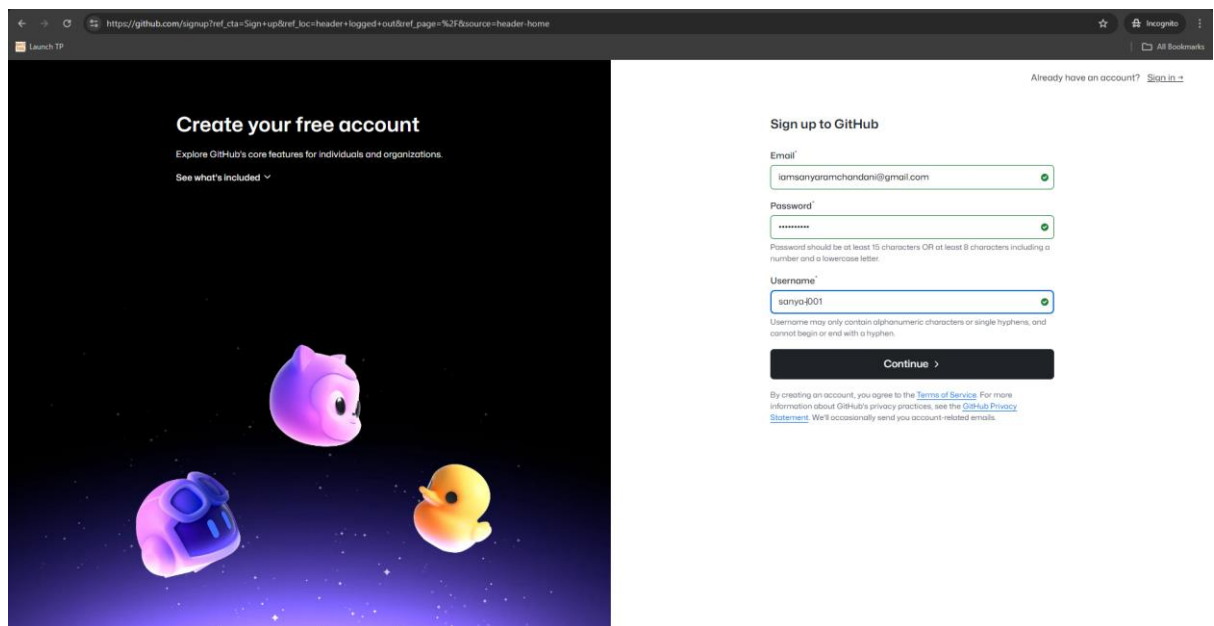 https://github.com/signup?ref_cta=Sign+up&ref_loc=header+logged+out&ref_page=%2F&source=header-home
Incognito
Launch TP
All Bookmarks
Already have an account? Sign in →
Create your free account
Explore GitHub's core features for individuals and organizations.
See what's included
Sign up to GitHub
Email*
iamsanyaramchandani@gmail.com
Password*
••••••••••
Password should be at least 15 characters OR at least 8 characters including a
number and a lowercase letter.
Username*
sanya-001
Username may only contain alphanumeric characters or single hyphens, and
cannot begin or end with a hyphen.
Continue >
By creating an account, you agree to the Terms of Service. For more
information about GitHub's privacy practices, see the GitHub Privacy
Statement. We'll occasionally send you account-related emails.